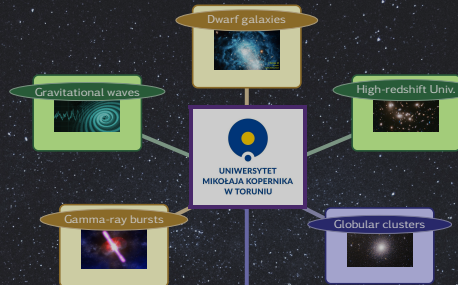 Dwarf galaxies
Gravitational waves
High-redshift Univ.
UNIWERSYTET
MIKOŁAJA KOPERNIKA
W TORUNIU
Gamma-ray bursts
Globular clusters